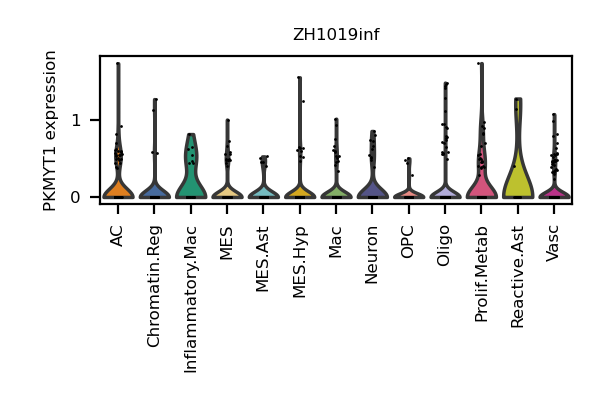 ZH1019inf
PKMYT1 expression
1
0
AC
Chromatin.Reg
Inflammatory.Mac
MES
MES.Ast
MES.Hyp
Mac
Neuron
OPC
Oligo
Prolif.Metab
Reactive.Ast
Vasc